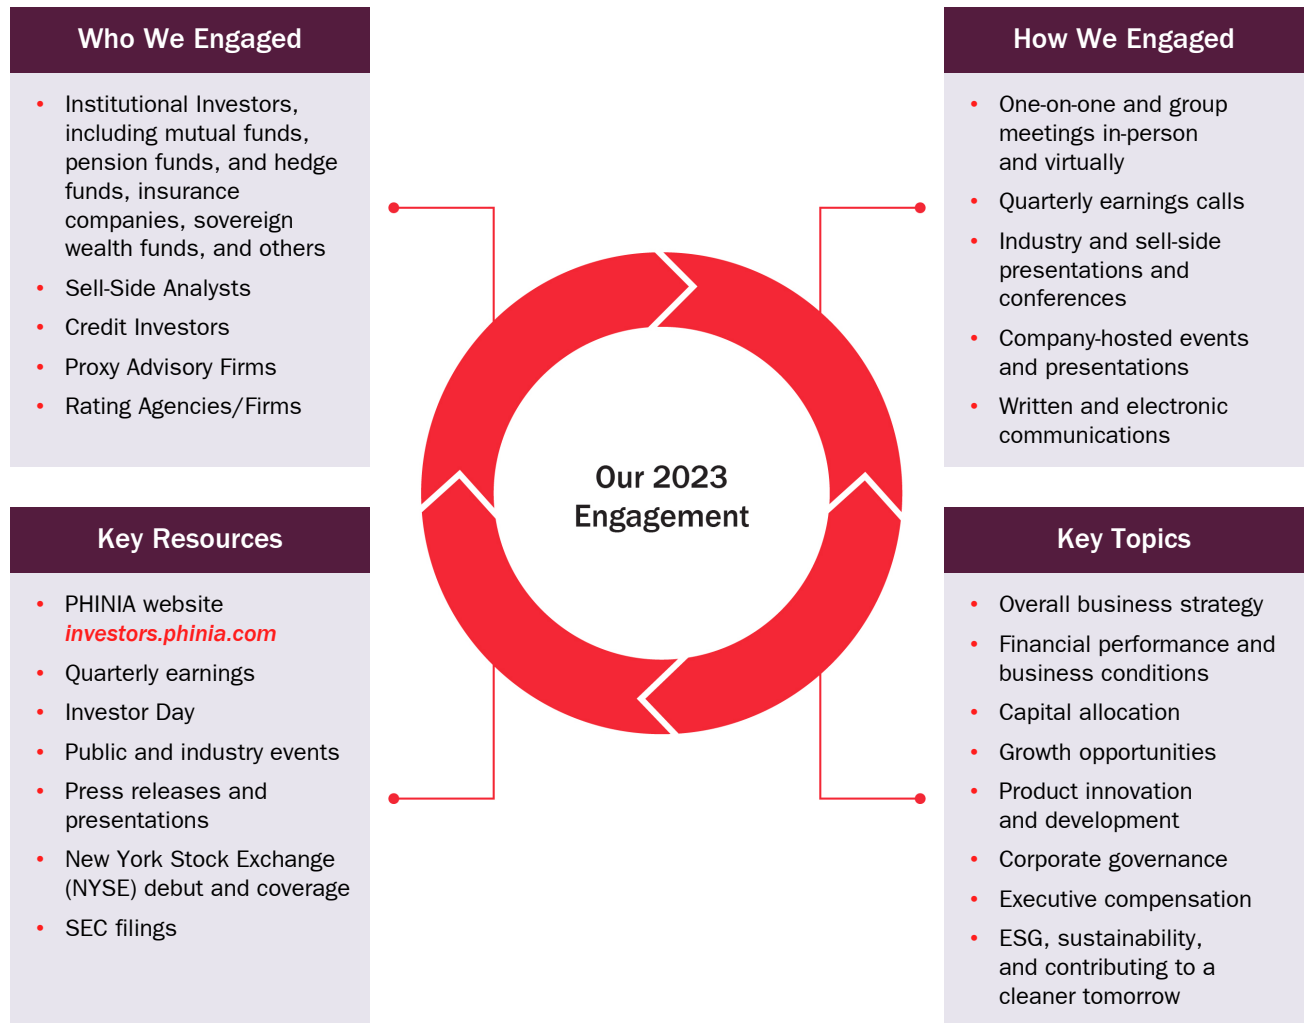 Who We Engaged
• Institutional Investors,
including mutual funds,
pension funds, and hedge
funds, insurance
companies, sovereign
wealth funds, and others
• Sell-Side Analysts
• Credit Investors
• Proxy Advisory Firms
• Rating Agencies/Firms
How We Engaged
• One-on-one and group
meetings in-person
and virtually
• Quarterly earnings calls
• Industry and sell-side
presentations and
conferences
• Company-hosted events
and presentations
• Written and electronic
communications
Our 2023
Engagement
Key Resources
• PHINIA website
investors.phinia.com
• Quarterly earnings
• Investor Day
• Public and industry events
• Press releases and
presentations
• New York Stock Exchange
(NYSE) debut and coverage
• SEC filings
Key Topics
• Overall business strategy
• Financial performance and
business conditions
• Capital allocation
• Growth opportunities
• Product innovation
and development
• Corporate governance
• Executive compensation
• ESG, sustainability,
and contributing to a
cleaner tomorrow